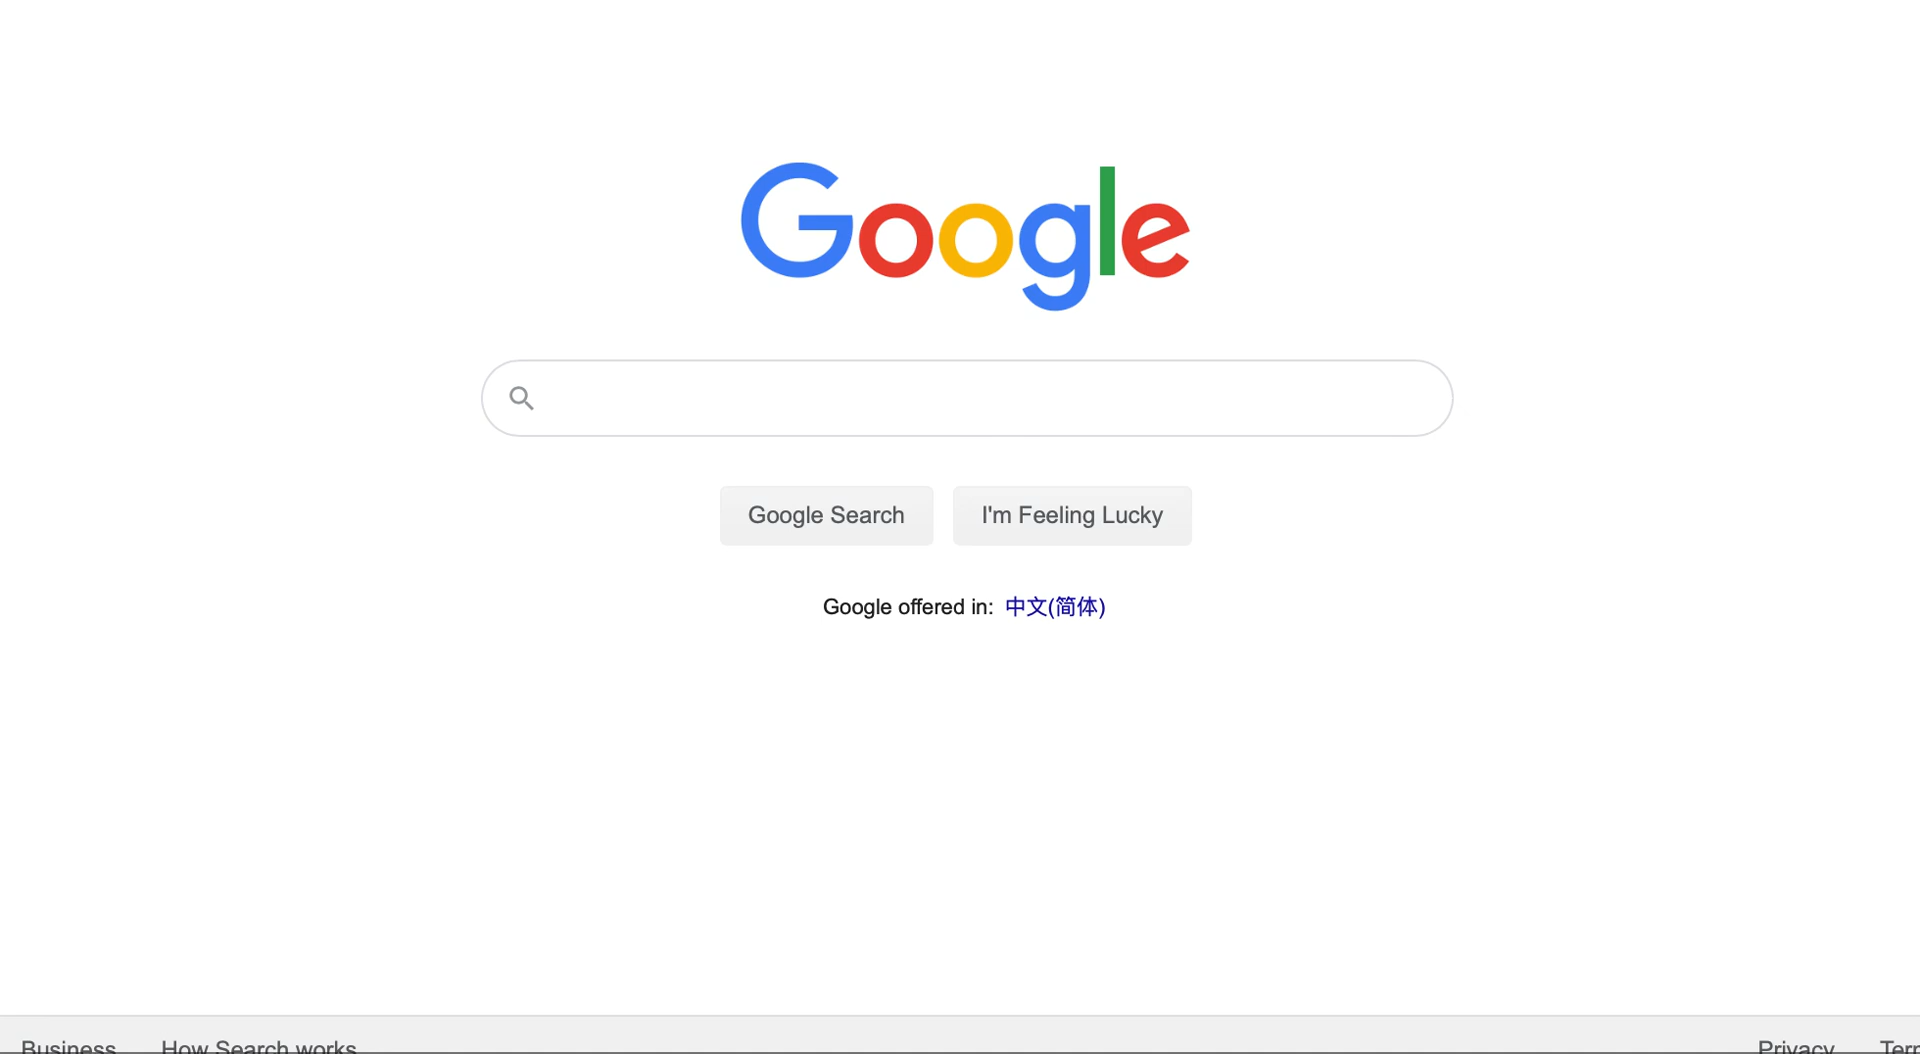 Google
Google Search
I'm Feeling Lucky
Google offered in: 中文(简体)
Business How Search works Privacy